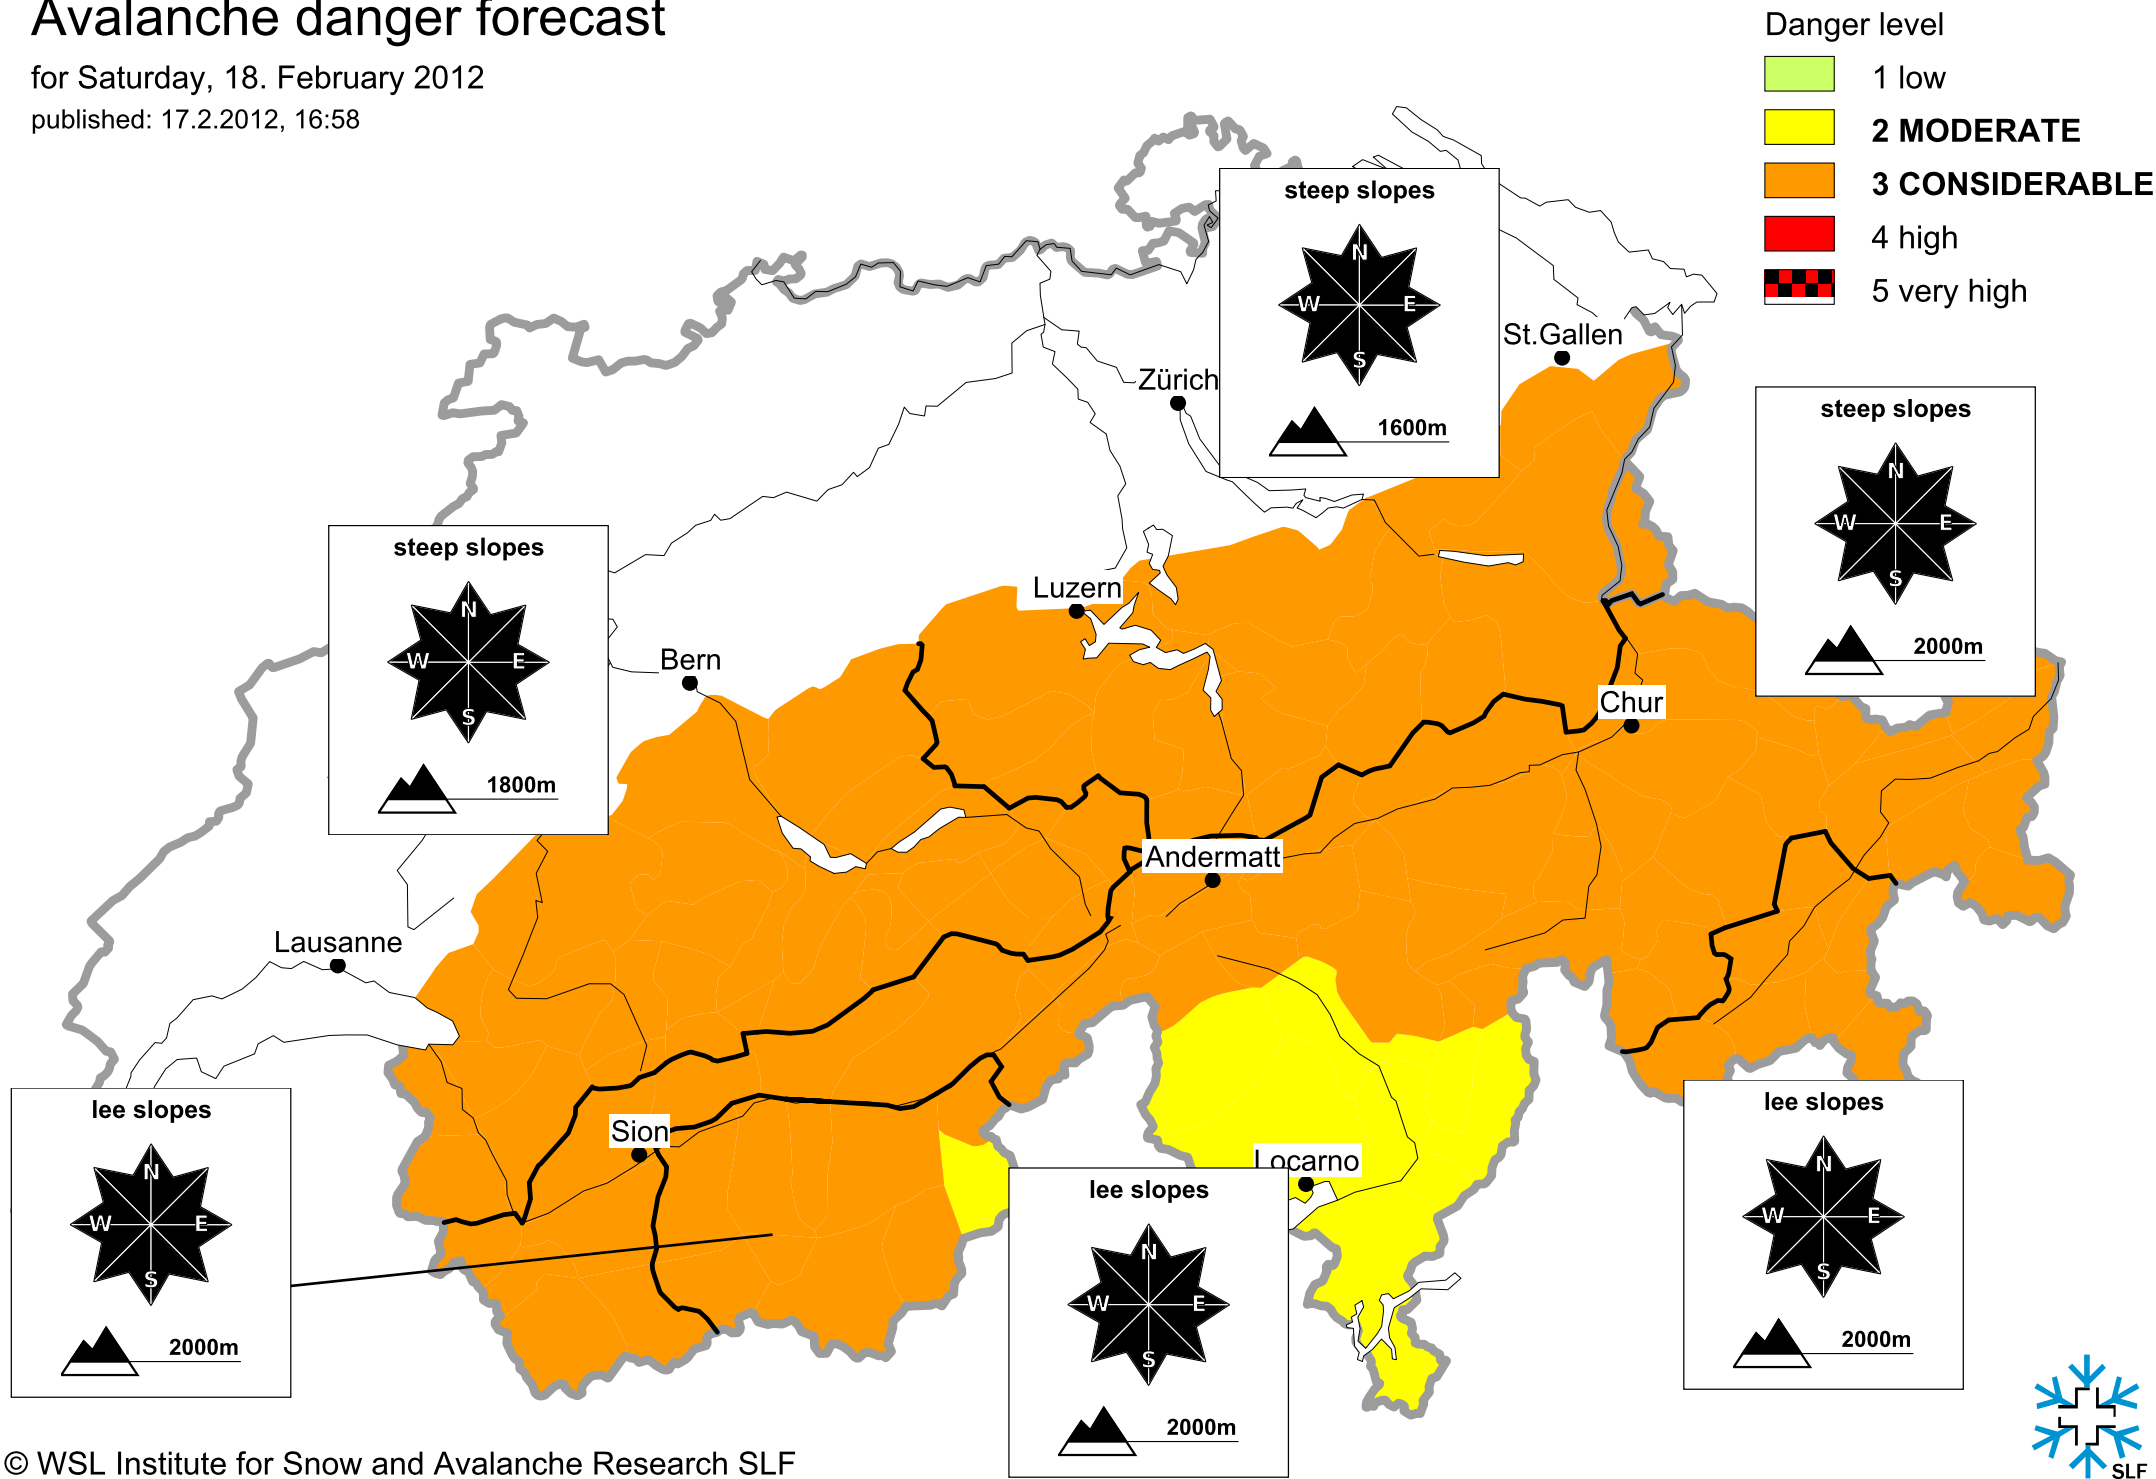 Avalanche danger forecast
for Saturday, 18. February 2012
published: 17.2.2012, 16:58
Danger level
1 low
2 MODERATE
3 CONSIDERABLE
4 high
5 very high
steep slopes
N
W E
S
1600m
St.Gallen
Zürich
steep slopes
N
W E
S
2000m
steep slopes
N
W E
S
1800m
Luzern
Bern
Chur
Andermatt
Lausanne
lee slopes
N
W E
S
2000m
Sion
Locarno
lee slopes
N
W E
S
2000m
lee slopes
N
W E
S
2000m
© WSL Institute for Snow and Avalanche Research SLF
SLF